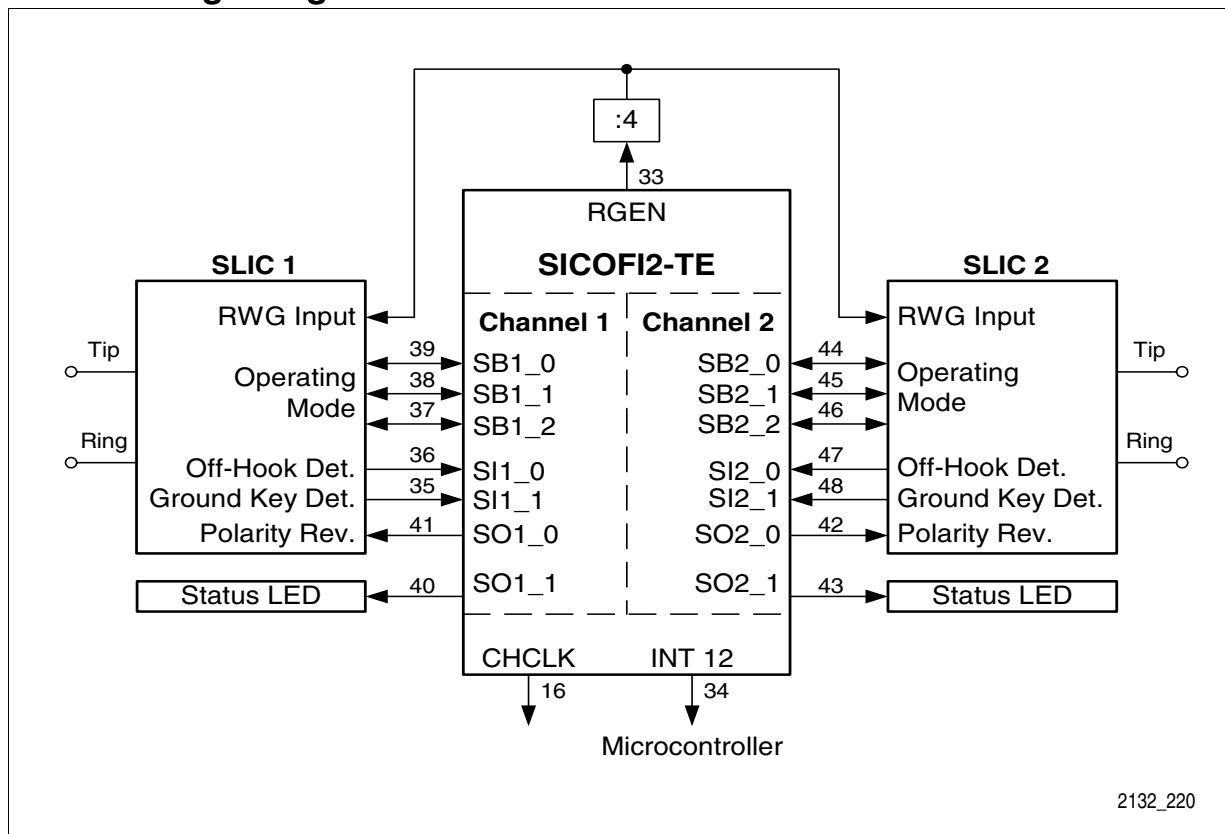 :4
33
RGEN
SICOFI2-TE
SLIC 1
SLIC 2
RWG Input
Channel 1
Channel 2
RWG Input
Tip
39
SB1_0
SB2_0
44
Tip
Operating
Mode
38
SB1_1
SB2_1
45
Operating
Mode
37
SB1_2
SB2_2
46
Ring
Ring
Off-Hook Det.
36
SI1_0
SI2_0
47
Off-Hook Det.
Ground Key Det.
35
SI1_1
SI2_1
48
Ground Key Det.
Polarity Rev.
41
SO1_0
SO2_0
42
Polarity Rev.
Status LED
40
SO1_1
SO2_1
43
Status LED
CHCLK
INT 12
16
34
Microcontroller
2132_220